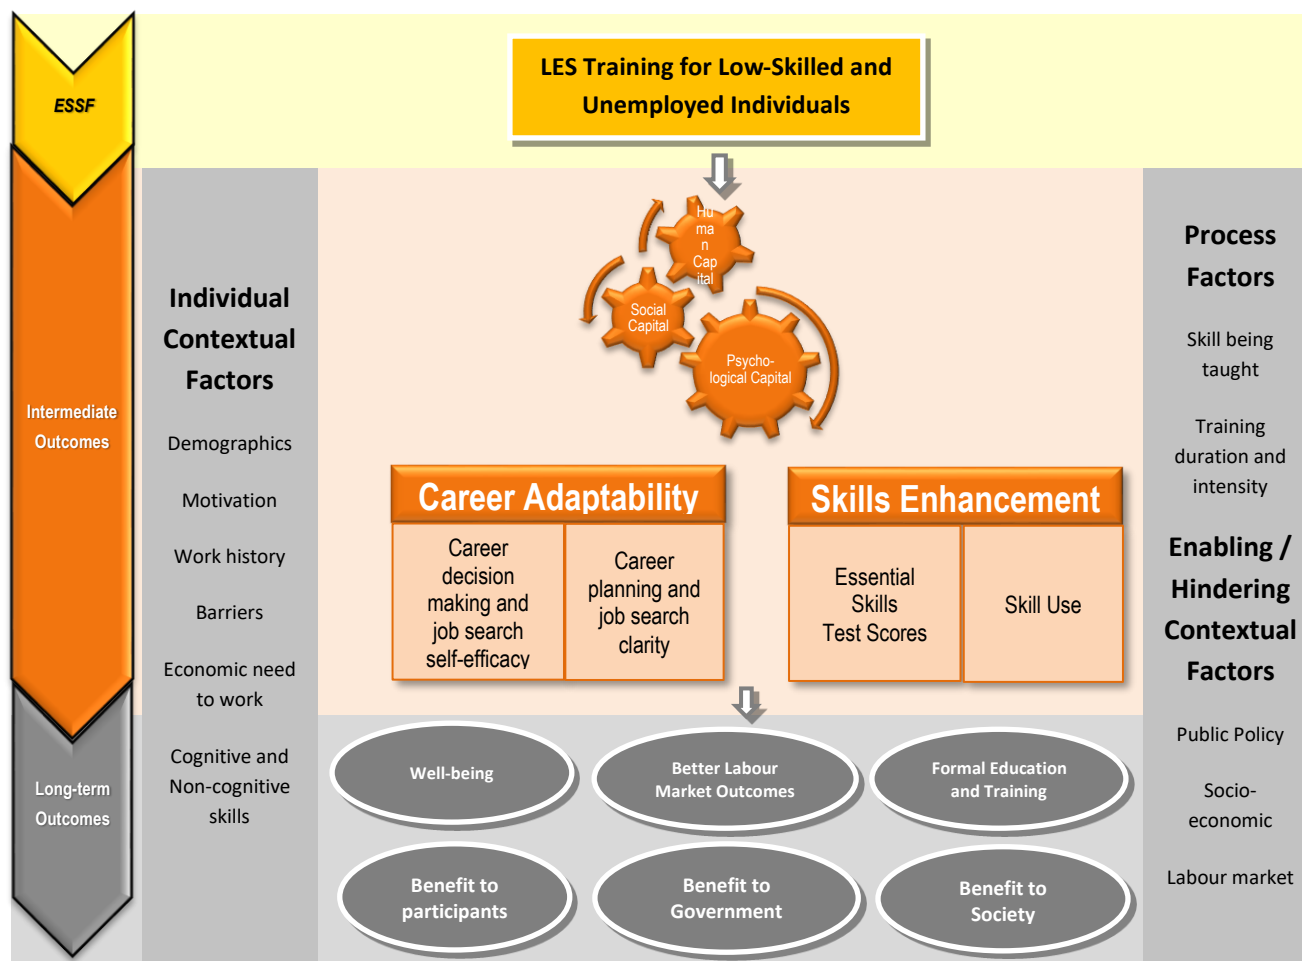 ESSF
LES Training for Low-Skilled and
Unemployed Individuals
Intermediate
Outcomes
Long-term
Outcomes
Individual
Contextual
Factors
Demographics
Motivation
Work history
Barriers
Economic need
to work
Cognitive and
Non-cognitive
skills
Hu
ma
n
Cap
ital
Social
Capital
Psycho-
logical Capital
Career Adaptability
Career
decision
making and
job search
self-efficacy
Career
planning and
job search
clarity
Skills Enhancement
Essential
Skills
Test Scores
Skill Use
Well-being
Better Labour
Market Outcomes
Formal Education
and Training
Benefit to
participants
Benefit to
Government
Benefit to
Society
Process
Factors
Skill being
taught
Training
duration and
intensity
Enabling /
Hindering
Contextual
Factors
Public Policy
Socio-
economic
Labour market